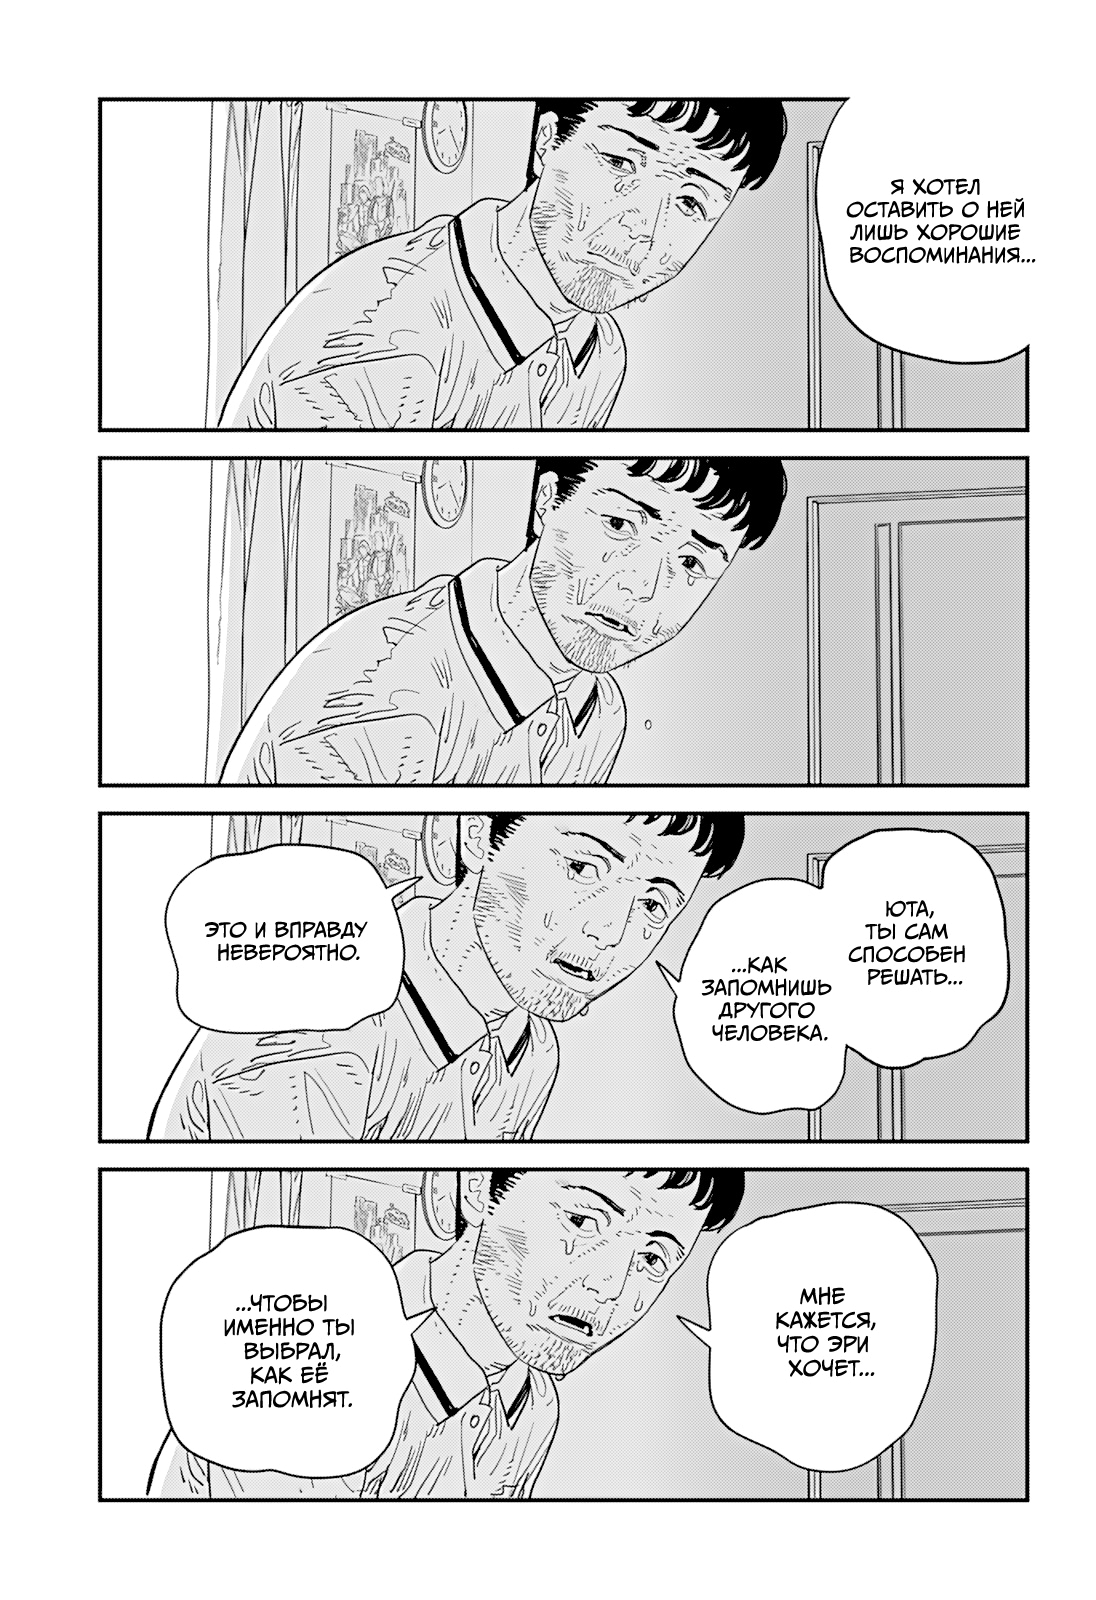 Я ХОТЕЛ
ОСТАВИТЬ О НЕЙ
ЛИШЬ ХОРОШИЕ
ВОСПОМИНАНИЯ...
ЮТА,
ТЫ САМ
СПОСОБЕН
РЕШАТЬ...
...КАК
ЗАПОМНИШЬ
ДРУГОГО
ЧЕЛОВЕКА.
ЭТО И ВПРАВДУ
НЕВЕРОЯТНО.
МНЕ
КАЖЕТСЯ,
ЧТО ЭРИ
ХОЧЕТ...
...ЧТОБЫ
ИМЕННО ТЫ
ВЫБРАЛ,
КАК ЕЁ
ЗАПОМНЯТ.